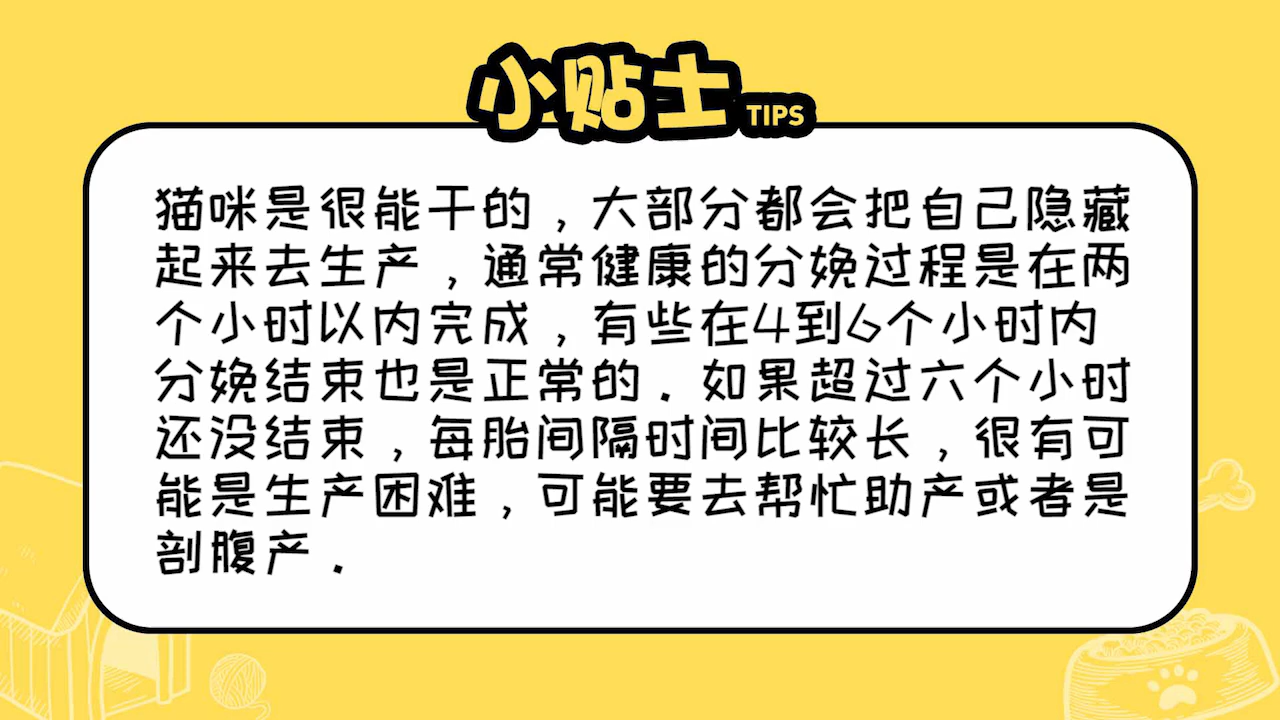 小贴士 TIPS
猫咪是很能干的，大部分都会把自己隐藏
起来去生产，通常健康的分娩过程是在两
个小时以内完成，有些在4到6个小时内
分娩结束也是正常的．如果超过六个小时
还没结束，每胎间隔时间比较长，很有可
能是生产困难，可能要去帮忙助产或者是
剖腹产．